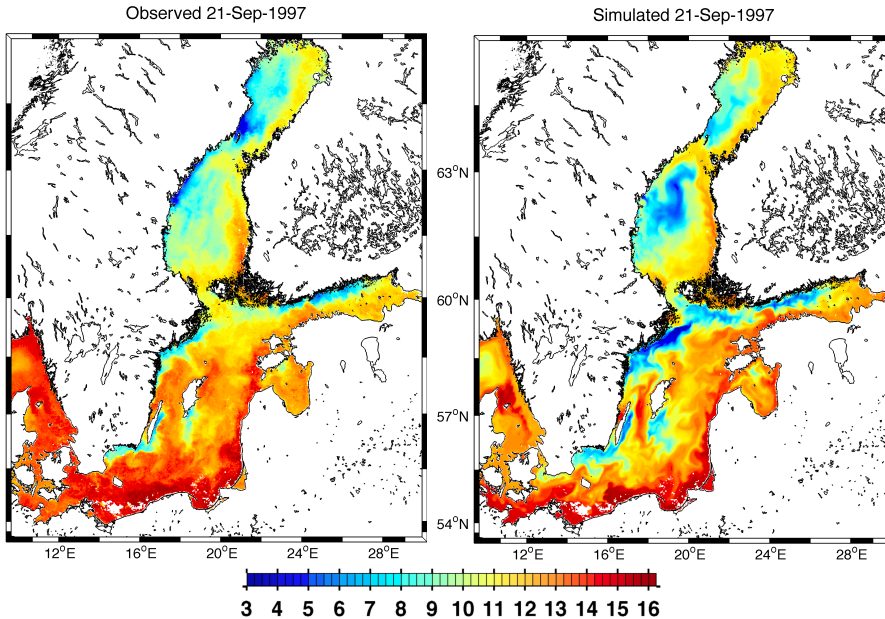 Observed 21-Sep-1997
Simulated 21-Sep-1997
63°N
60°N
57°N
54°N
12°E 16°E 20°E 24°E 28°E
12°E 16°E 20°E 24°E 28°E
3 4 5 6 7 8 9 10 11 12 13 14 15 16